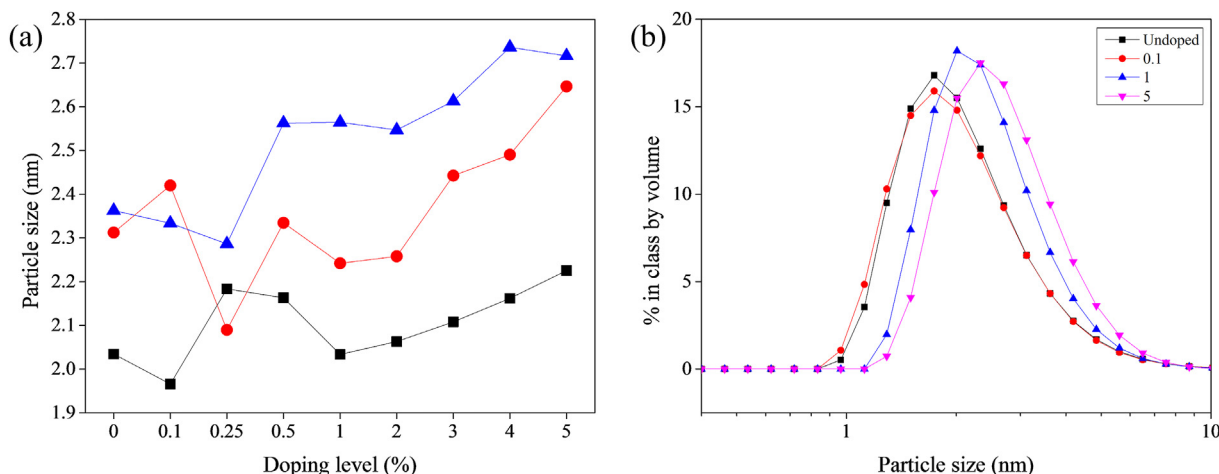 (a)
2.8
2.7
2.6
2.5
2.4
2.3
2.2
2.1
2.0
1.9
Particle size (nm)
0 0.1 0.25 0.5 1 2 3 4 5
Doping level (%)
(b)
20
15
10
5
0
% in class by volume
Undoped
0.1
1
5
1 10
Particle size (nm)